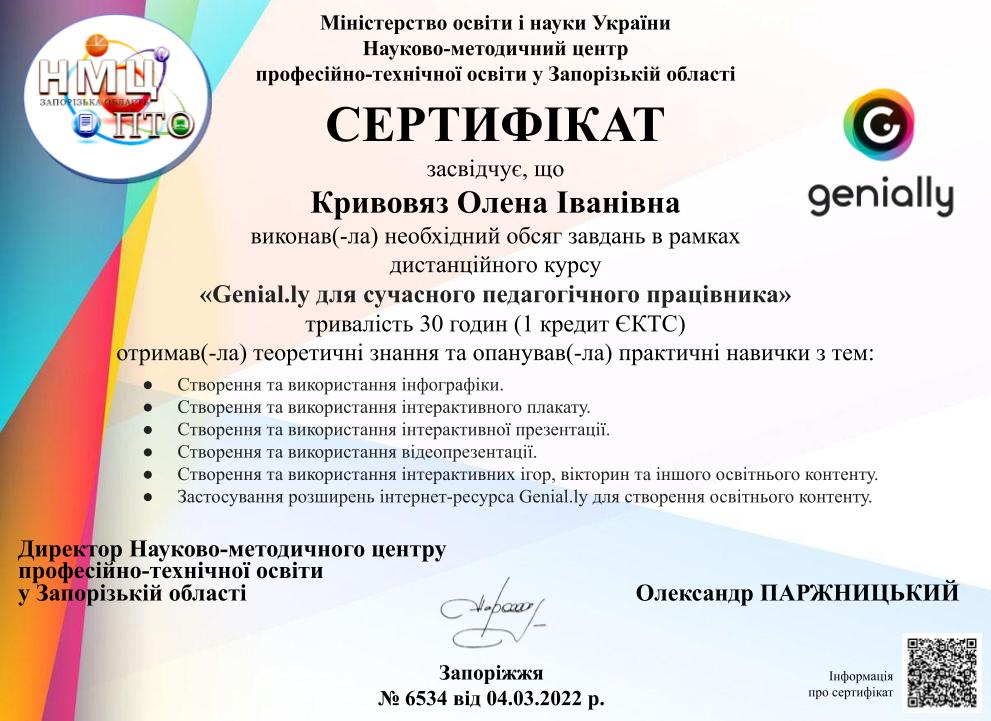 Міністерство освіти і науки України
Науково-методичний центр
професійно-технічної освіти у Запорізькій області
НМЦ
ЗАПОРІЗЬКА ОБЛАСТЬ
ПТО
СЕРТИФІКАТ
genially
засвідчує, що
Кривовяз Олена Іванівна
виконав(-ла) необхідний обсяг завдань в рамках
дистанційного курсу
«Genial.ly для сучасного педагогічного працівника»
тривалість 30 годин (1 кредит ЄКТС)
отримав(-ла) теоретичні знання та опанував(-ла) практичні навички з тем:
● Створення та використання інфографіки.
● Створення та використання інтерактивного плакату.
● Створення та використання інтерактивної презентації.
● Створення та використання відеопрезентації.
● Створення та використання інтерактивних ігор, вікторин та іншого освітнього контенту.
● Застосування розширень інтернет-ресурса Genial.ly для створення освітнього контенту.
Директор Науково-методичного центру
професійно-технічної освіти
у Запорізькій області
Олександр ПАРЖНИЦЬКИЙ
Запоріжжя
№ 6534 від 04.03.2022 р.
Інформація
про сертифікат